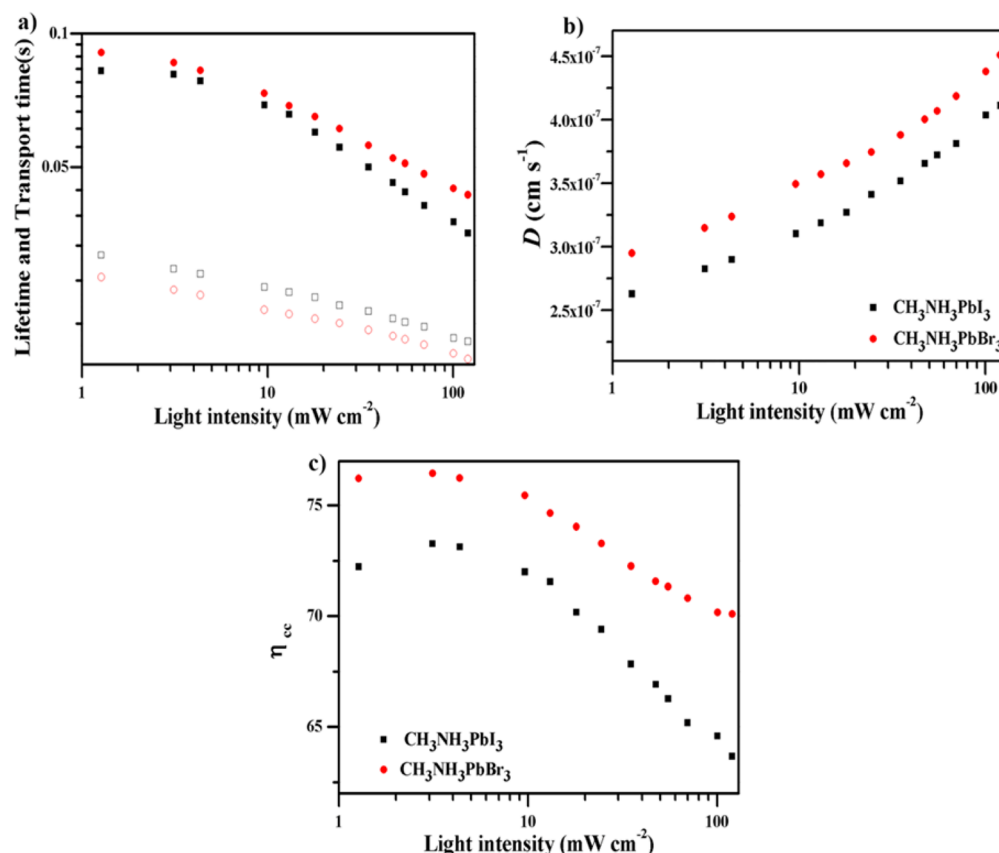 a)
Lifetime and Transport time(s)
0.1
0.05
1
10
100
Light intensity (mW cm⁻²)
b)
D (cm s⁻¹)
4.5x10⁻⁷
4.0x10⁻⁷
3.5x10⁻⁷
3.0x10⁻⁷
2.5x10⁻⁷
CH₃NH₃PbI₃
CH₃NH₃PbBr₃
1
10
100
Light intensity (mW cm⁻²)
c)
η cc
75
70
65
CH₃NH₃PbI₃
CH₃NH₃PbBr₃
1
10
100
Light intensity (mW cm⁻²)